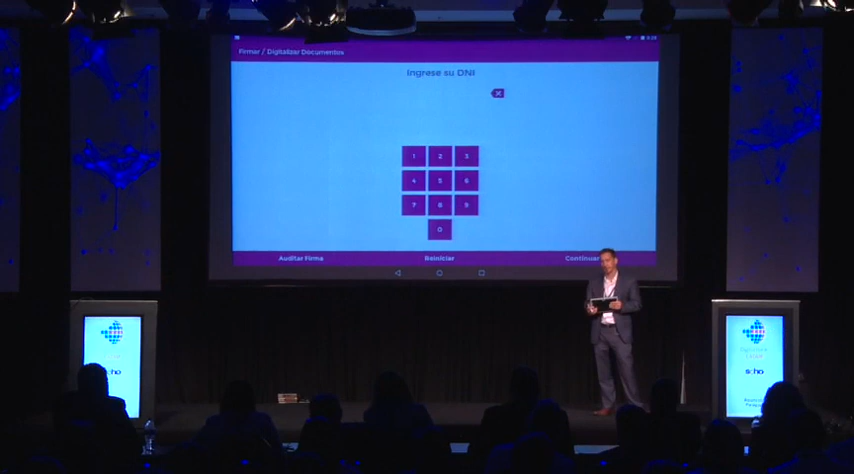 Firmar / Digitalizar Documentos
Ingrese su DNI
1 2 3
4 5 6
7 8 9
0
Auditar Firma Reiniciar Continuar